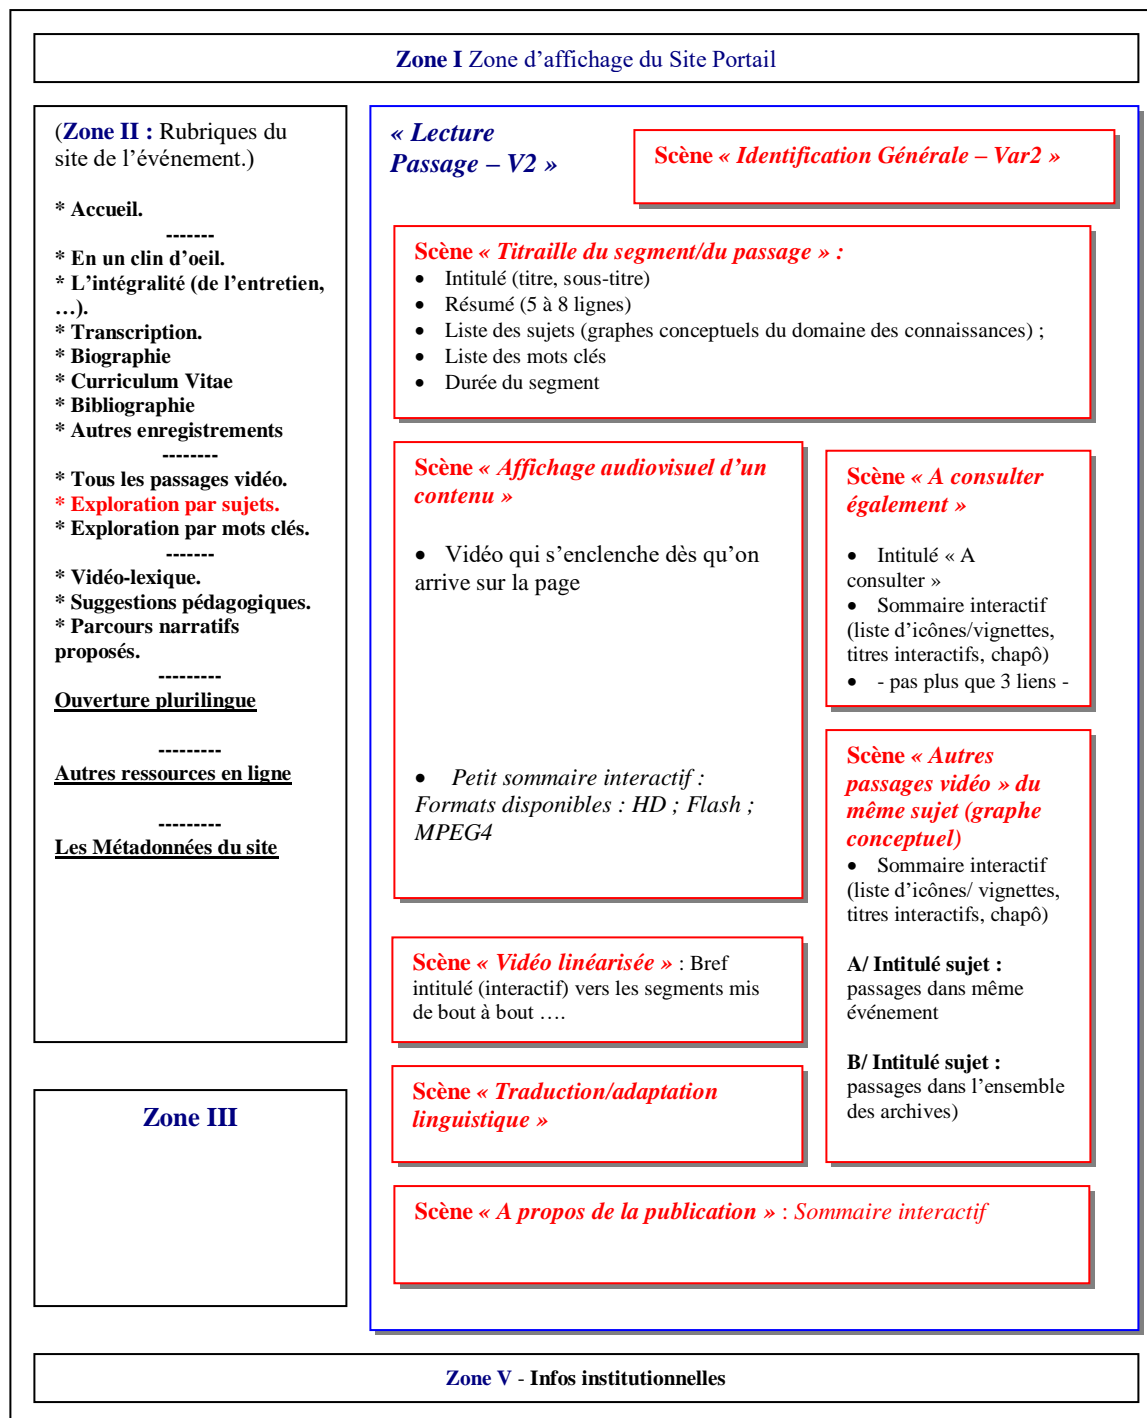 Zone I Zone d’affichage du Site Portail
(Zone II : Rubriques du
site de l’événement.)
* Accueil.
-------
* En un clin d’oeil.
* L’intégralité (de l’entretien,
…).
* Transcription.
* Biographie
* Curriculum Vitae
* Bibliographie
* Autres enregistrements
--------
* Tous les passages vidéo.
* Exploration par sujets.
* Exploration par mots clés.
-------
* Vidéo-lexique.
* Suggestions pédagogiques.
* Parcours narratifs
proposés.
---------
Ouverture plurilingue
---------
Autres ressources en ligne
---------
Les Métadonnées du site
Zone III
« Lecture
Passage – V2 »
Scène « Identification Générale – Var2 »
Scène « Titraille du segment/du passage » :
• Intitulé (titre, sous-titre)
• Résumé (5 à 8 lignes)
• Liste des sujets (graphes conceptuels du domaine des connaissances) ;
• Liste des mots clés
• Durée du segment
Scène « Affichage audiovisuel d’un
contenu »
• Vidéo qui s’enclenche dès qu’on
arrive sur la page
• Petit sommaire interactif :
Formats disponibles : HD ; Flash ;
MPEG4
Scène « A consulter
également »
• Intitulé « A
consulter »
• Sommaire interactif
(liste d’icônes/vignettes,
titres interactifs, chapô)
• - pas plus que 3 liens -
Scène « Autres
passages vidéo » du
même sujet (graphe
conceptuel)
• Sommaire interactif
(liste d’icônes/ vignettes,
titres interactifs, chapô)
A/ Intitulé sujet :
passages dans même
événement
B/ Intitulé sujet :
passages dans l’ensemble
des archives)
Scène « Vidéo linéarisée » : Bref
intitulé (interactif) vers les segments mis
de bout à bout ….
Scène « Traduction/adaptation
linguistique »
Scène « A propos de la publication » : Sommaire interactif
Zone V - Infos institutionnelles